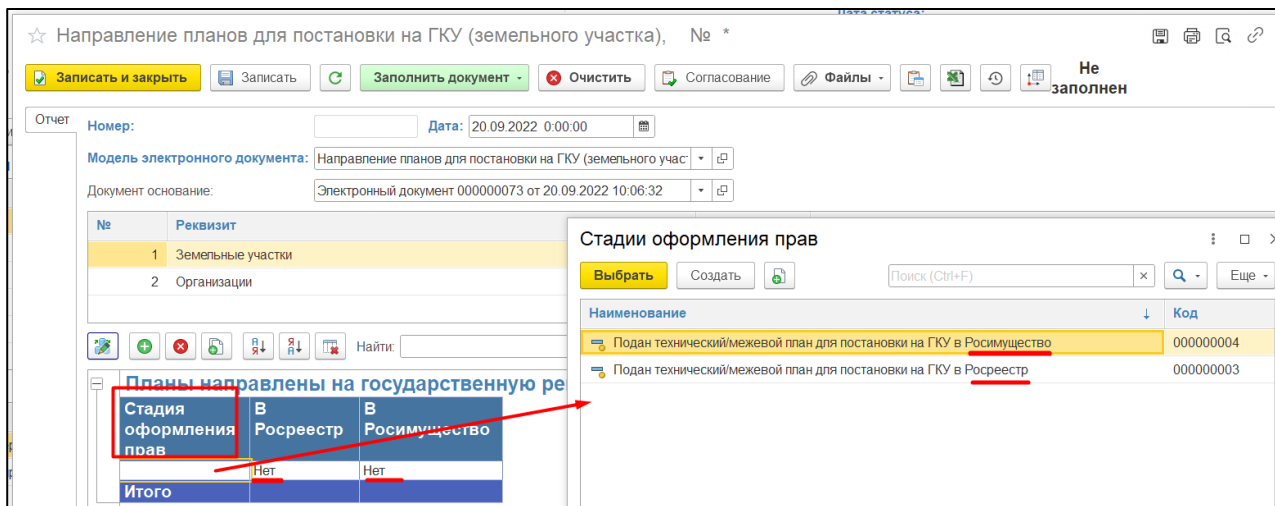 Дата статуса:
Направление планов для постановки на ГКУ (земельного участка), № *
Записать и закрыть Записать Заполнить документ Очистить Согласование Файлы Не заполнен
Отчет
Номер: Дата: 20.09.2022 0:00:00
Модель электронного документа: Направление планов для постановки на ГКУ (земельного учас
Документ основание: Электронный документ 000000073 от 20.09.2022 10:06:32
№ Реквизит
1 Земельные участки
2 Организации
Найти:
Планы направлены на государственную ре
Стадия оформления прав В Росреестр В Росимущество
Нет Нет
Итого
Стадии оформления прав
Выбрать Создать Поиск (Ctrl+F) Еще
Наименование Код
Подан технический/межевой план для постановки на ГКУ в Росимущество 000000004
Подан технический/межевой план для постановки на ГКУ в Росреестр 000000003